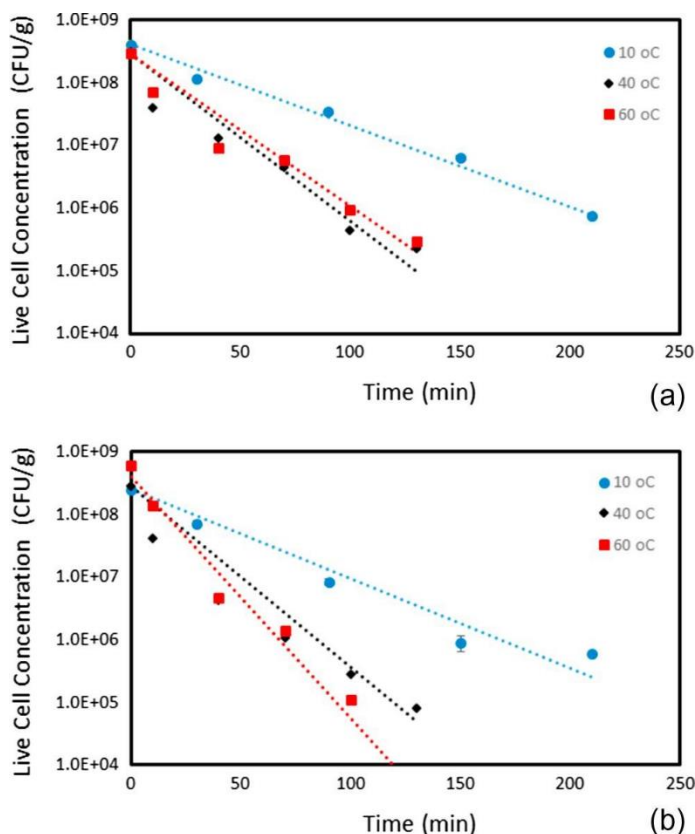 1.0E+09
1.0E+08
1.0E+07
1.0E+06
1.0E+05
1.0E+04
Live Cell Concentration (CFU/g)
10 oC
40 oC
60 oC
0
50
100
150
200
250
Time (min)
(a)
1.0E+09
1.0E+08
1.0E+07
1.0E+06
1.0E+05
1.0E+04
Live Cell Concentration (CFU/g)
10 oC
40 oC
60 oC
0
50
100
150
200
250
Time (min)
(b)